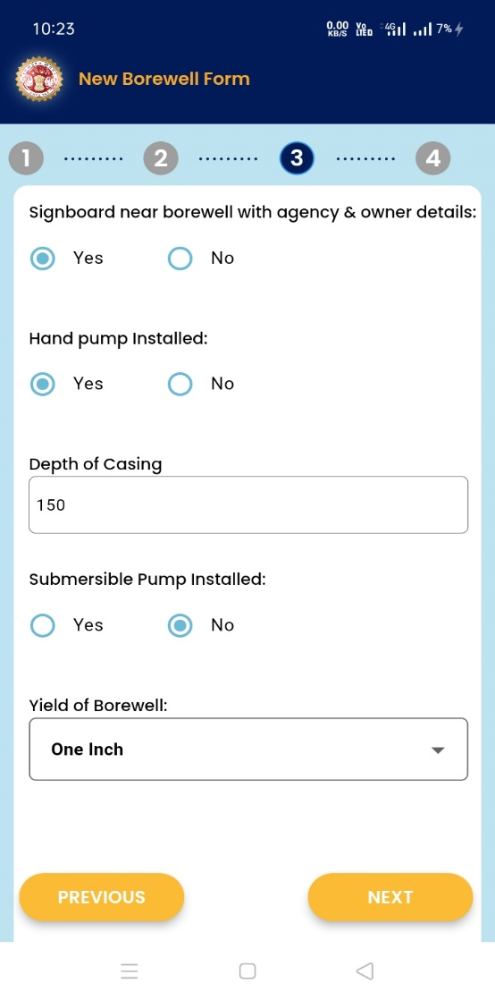 10:23
0.00 KB/S Vo LTED 4G 7%
New Borewell Form
1 2 3 4
Signboard near borewell with agency & owner details:
Yes No
Hand pump Installed:
Yes No
Depth of Casing
150
Submersible Pump Installed:
Yes No
Yield of Borewell:
One Inch
PREVIOUS NEXT